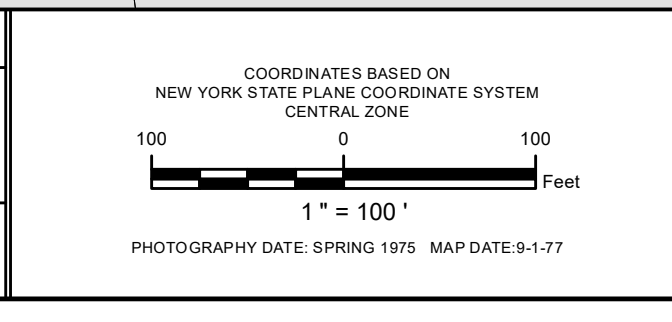 COORDINATES BASED ON
NEW YORK STATE PLANE COORDINATE SYSTEM
CENTRAL ZONE
100 0 100
Feet
1 " = 100 '
PHOTOGRAPHY DATE: SPRING 1975 MAP DATE:9-1-77